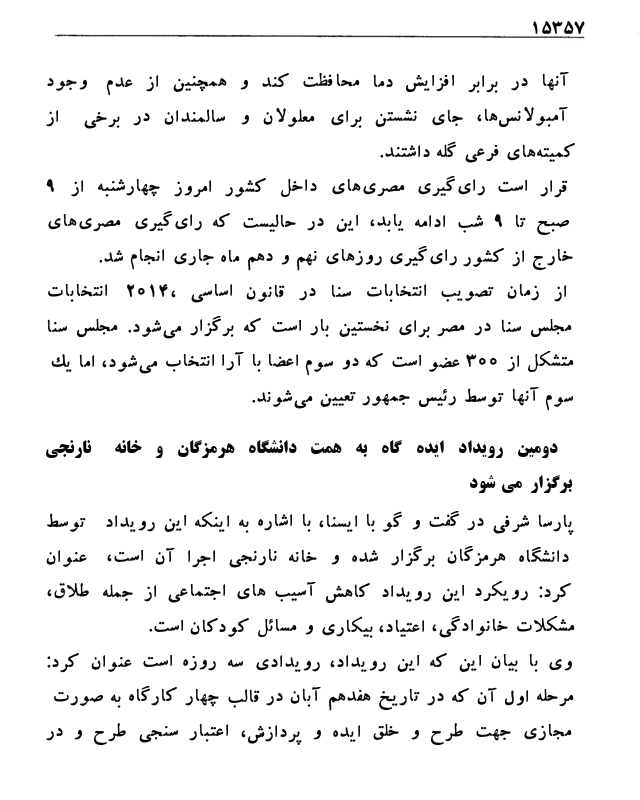 ۱۵۳۵۷
آنها در برابر افزایش دما محافظت کند و همچنین از عدم وجود
آمبولانس‌ها، جای نشستن برای معلولان و سالمندان در برخی از
کمیته‌های فرعی گله داشتند.
قرار است رای‌گیری مصری‌های داخل کشور امروز چهارشنبه از ۹
صبح تا ۹ شب ادامه یابد، این در حالیست که رای‌گیری مصری‌های
خارج از کشور رای‌گیری روزهای نهم و دهم ماه جاری انجام شد.
از زمان تصویب انتخابات سنا در قانون اساسی ۲۰۱۴، انتخابات
مجلس سنا در مصر برای نخستین بار است که برگزار می‌شود. مجلس سنا
متشکل از ۳۰۰ عضو است که دو سوم اعضا با آرا انتخاب می‌شود، اما یك
سوم آنها توسط رئیس جمهور تعیین می‌شوند.
دومین رویداد ایده گاه به همت دانشگاه هرمزگان و خانه نارنجی
برگزار می شود
پارسا شرفی در گفت و گو با ایسنا، با اشاره به اینکه این رویداد توسط
دانشگاه هرمزگان برگزار شده و خانه نارنجی اجرا آن است، عنوان
کرد: رویکرد این رویداد کاهش آسیب های اجتماعی از جمله طلاق،
مشکلات خانوادگی، اعتیاد، بیکاری و مسائل کودکان است.
وی با بیان این که این رویداد، رویدادی سه روزه است عنوان کرد:
مرحله اول آن که در تاریخ هفدهم آبان در قالب چهار کارگاه به صورت
مجازی جهت طرح و خلق ایده و پردازش، اعتبار سنجی طرح و در